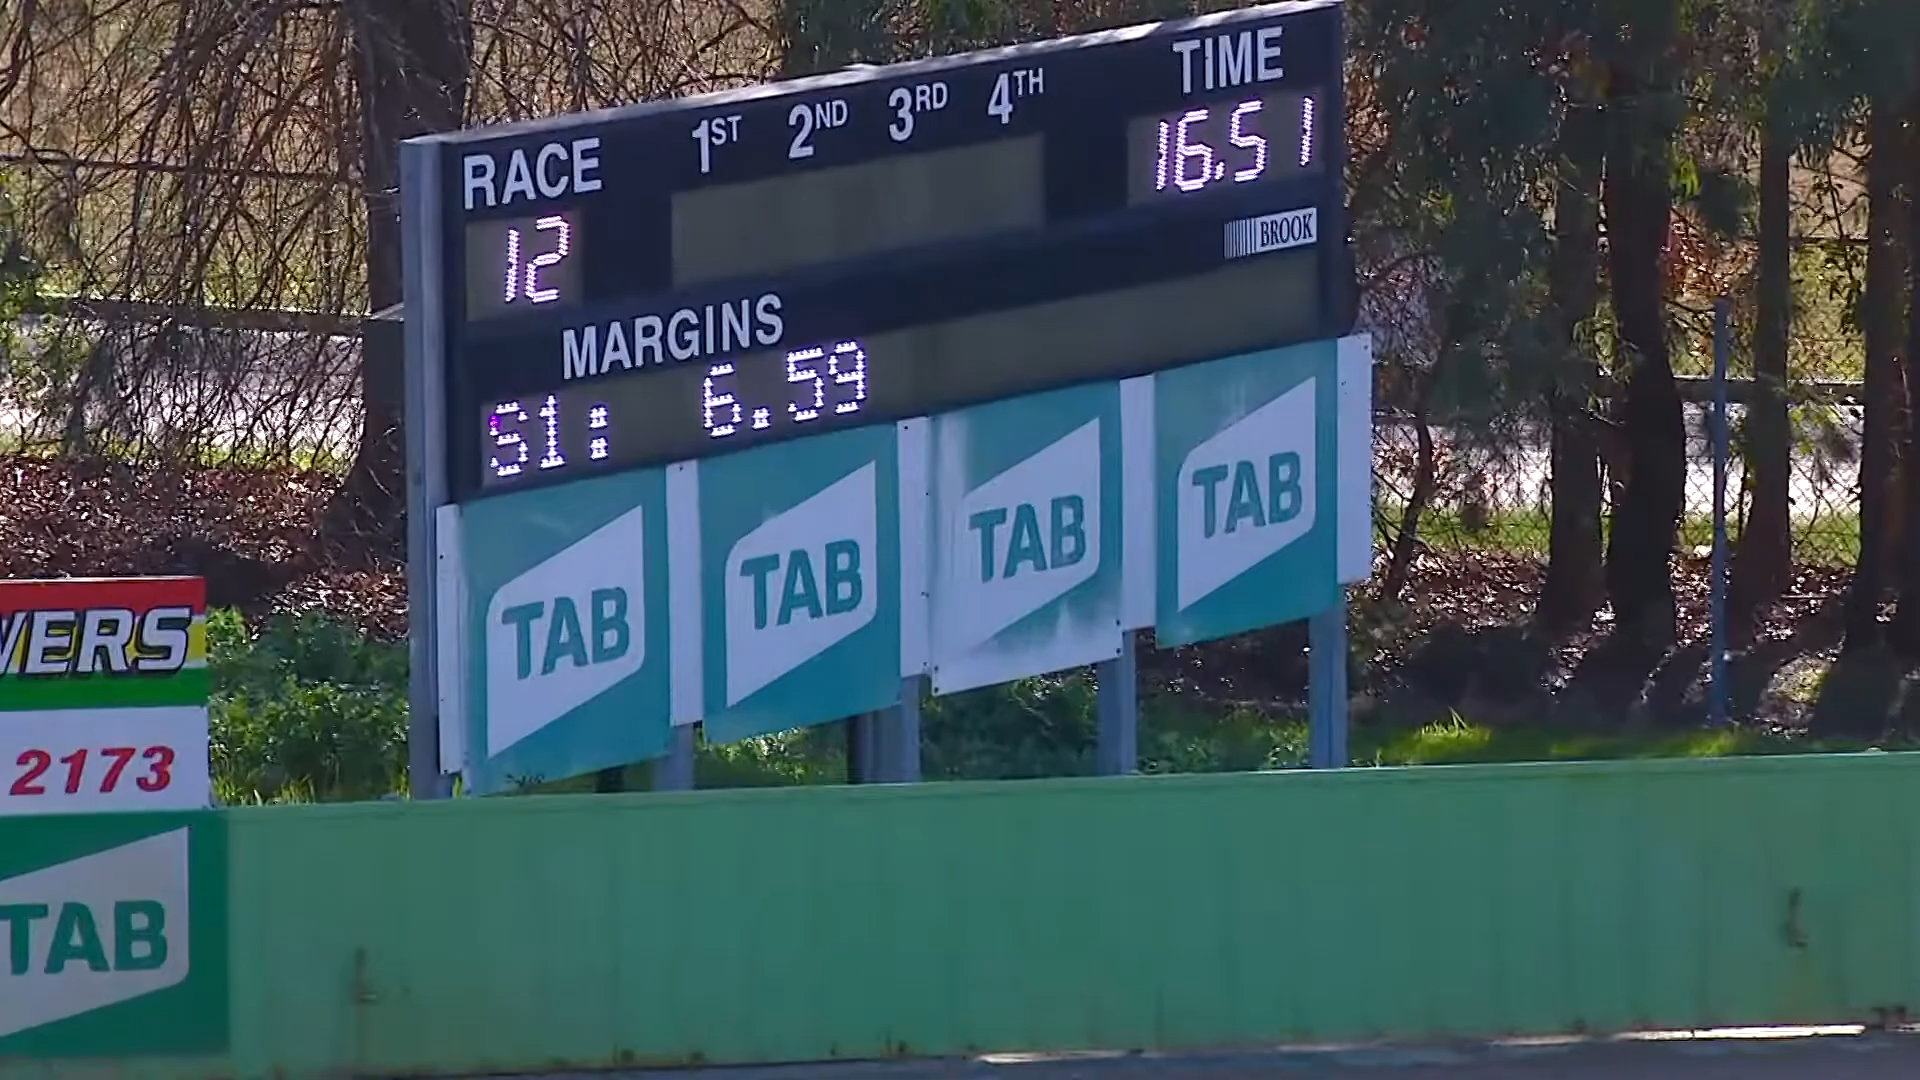 TIME
1ST 2ND 3RD 4TH
16.51
RACE
12
BROOK
MARGINS
S1: 6.59
TAB TAB TAB TAB
WERS
2173
TAB